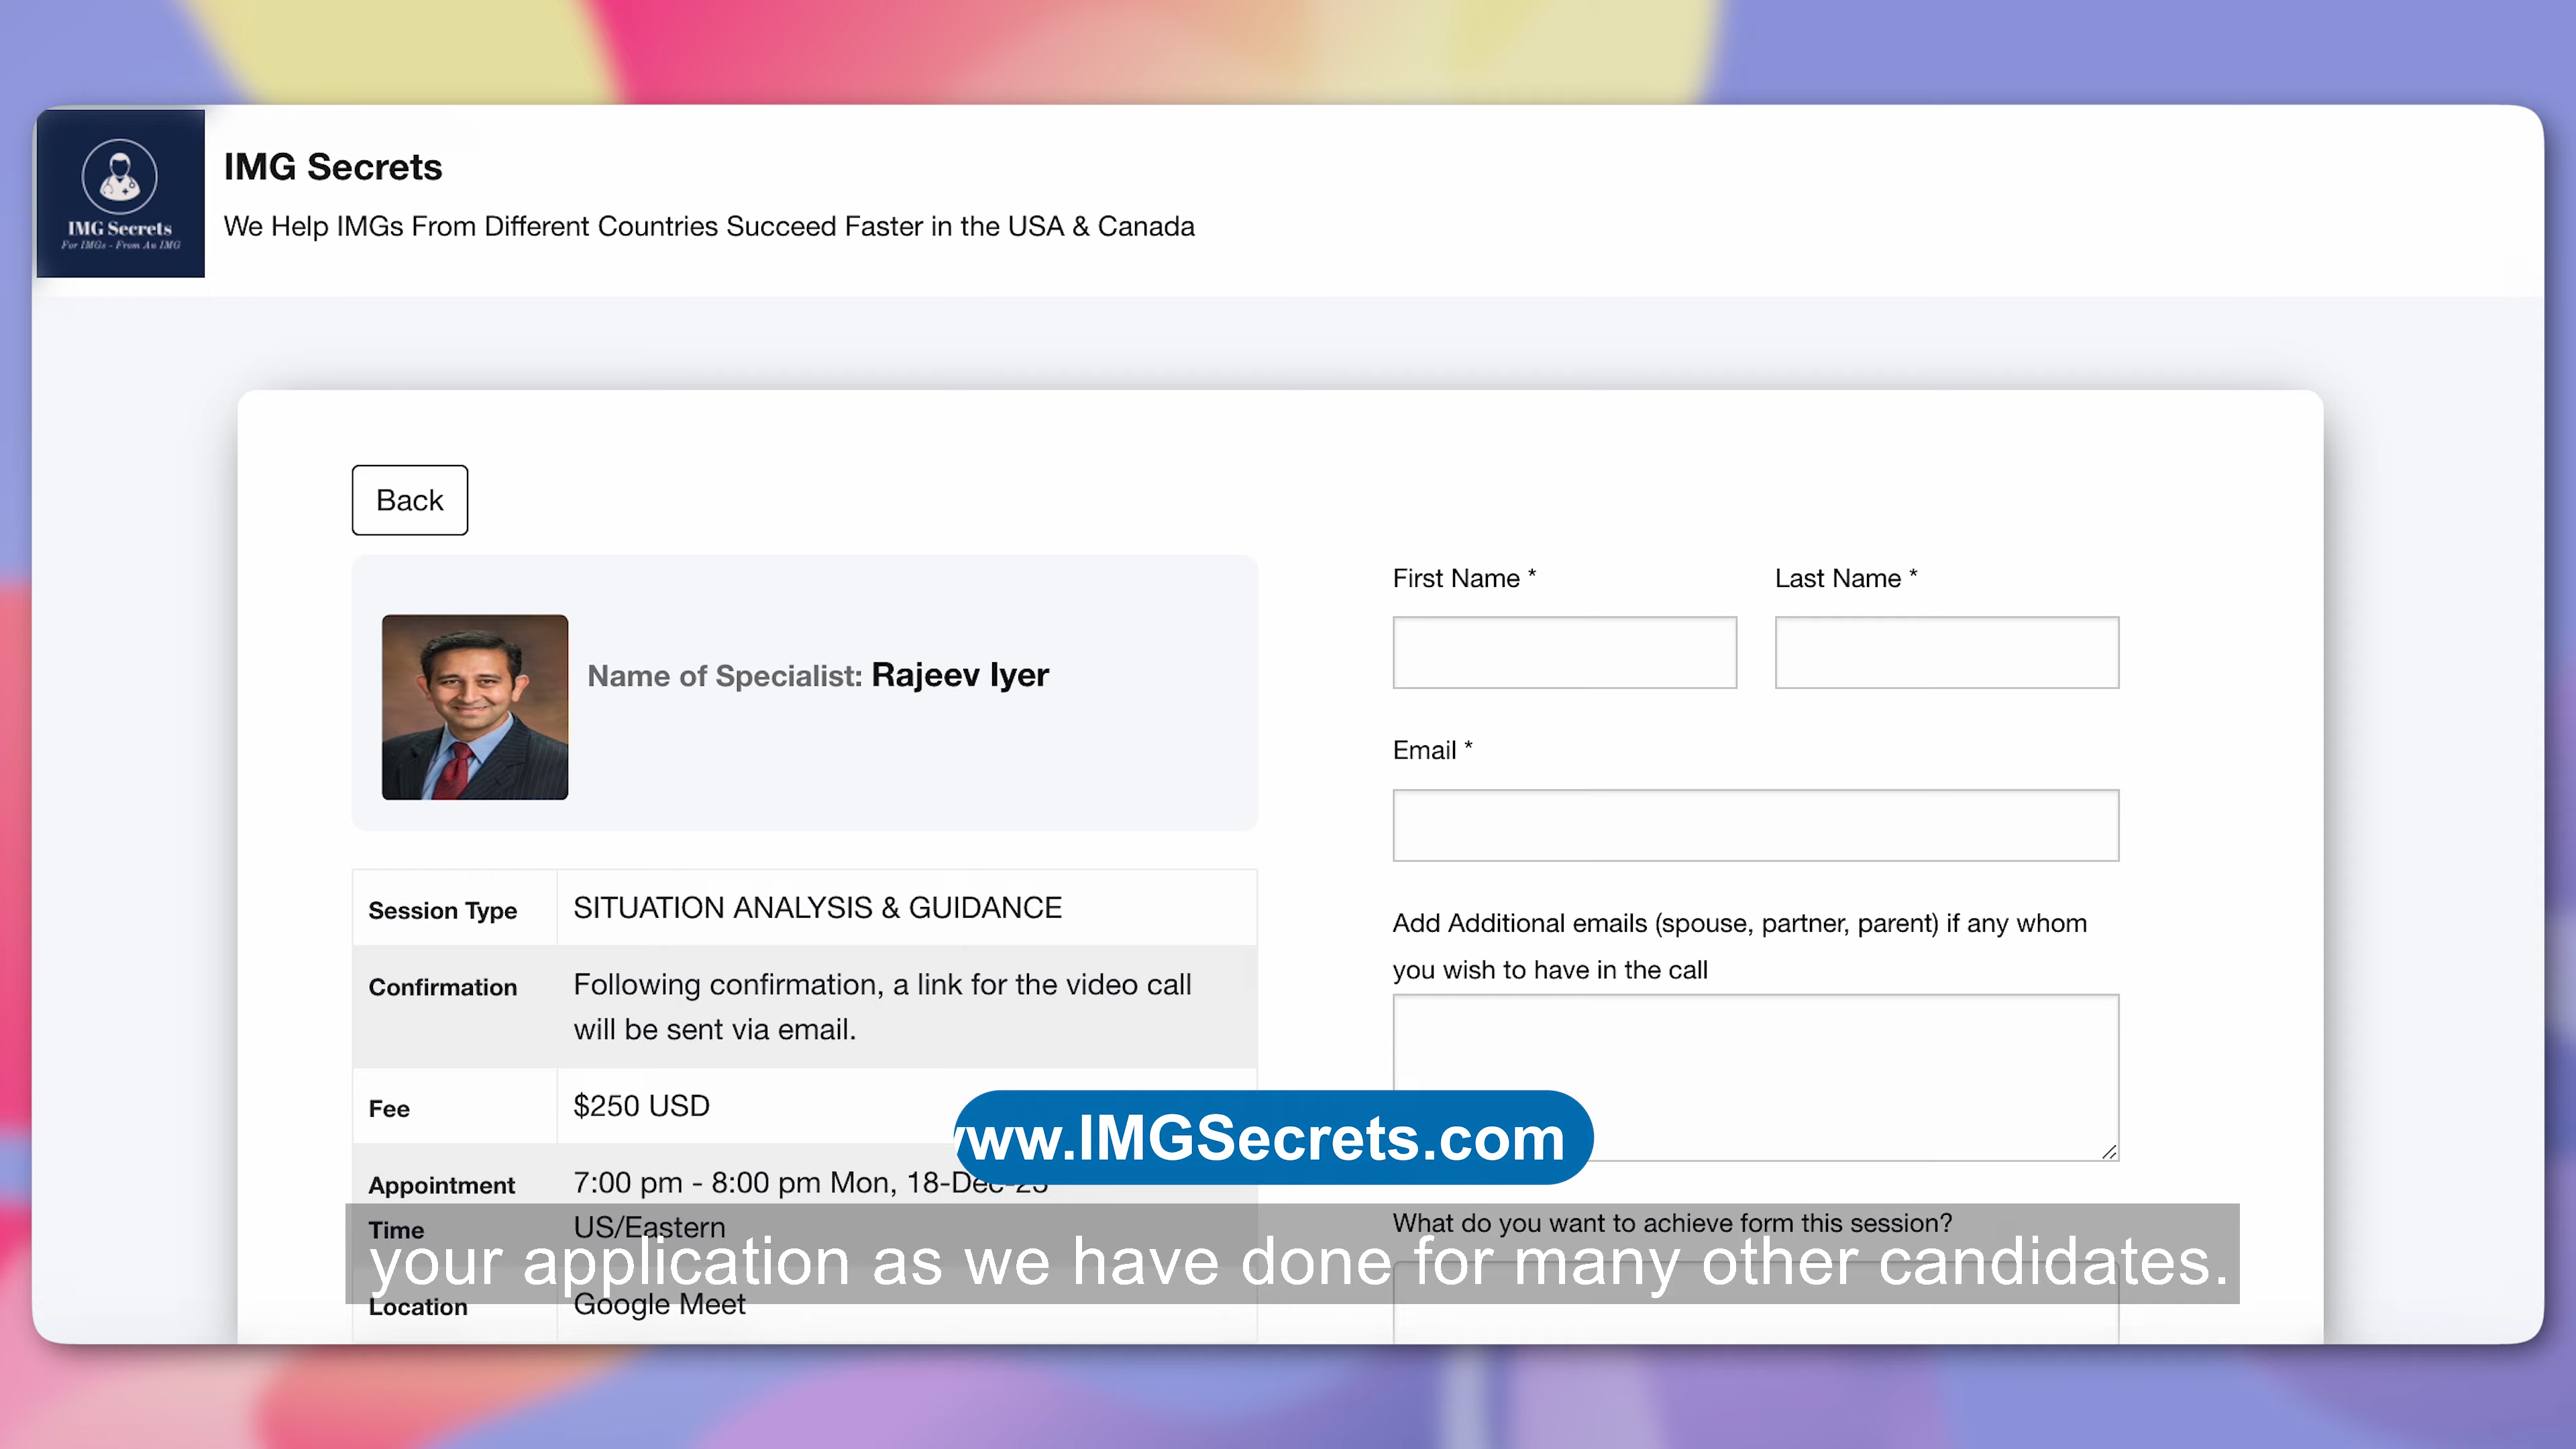 IMG Secrets
For IMGs - From An IMG
IMG Secrets
We Help IMGs From Different Countries Succeed Faster in the USA & Canada
Back
Name of Specialist: Rajeev Iyer
Session Type
SITUATION ANALYSIS & GUIDANCE
Confirmation
Following confirmation, a link for the video call
will be sent via email.
Fee
$250 USD
Appointment
Time
7:00 pm - 8:00 pm Mon, 18-Dec-23
US/Eastern
Location
Google Meet
First Name *
Last Name *
Email *
Add Additional emails (spouse, partner, parent) if any whom
you wish to have in the call
What do you want to achieve form this session?
www.IMGSecrets.com
your application as we have done for many other candidates.